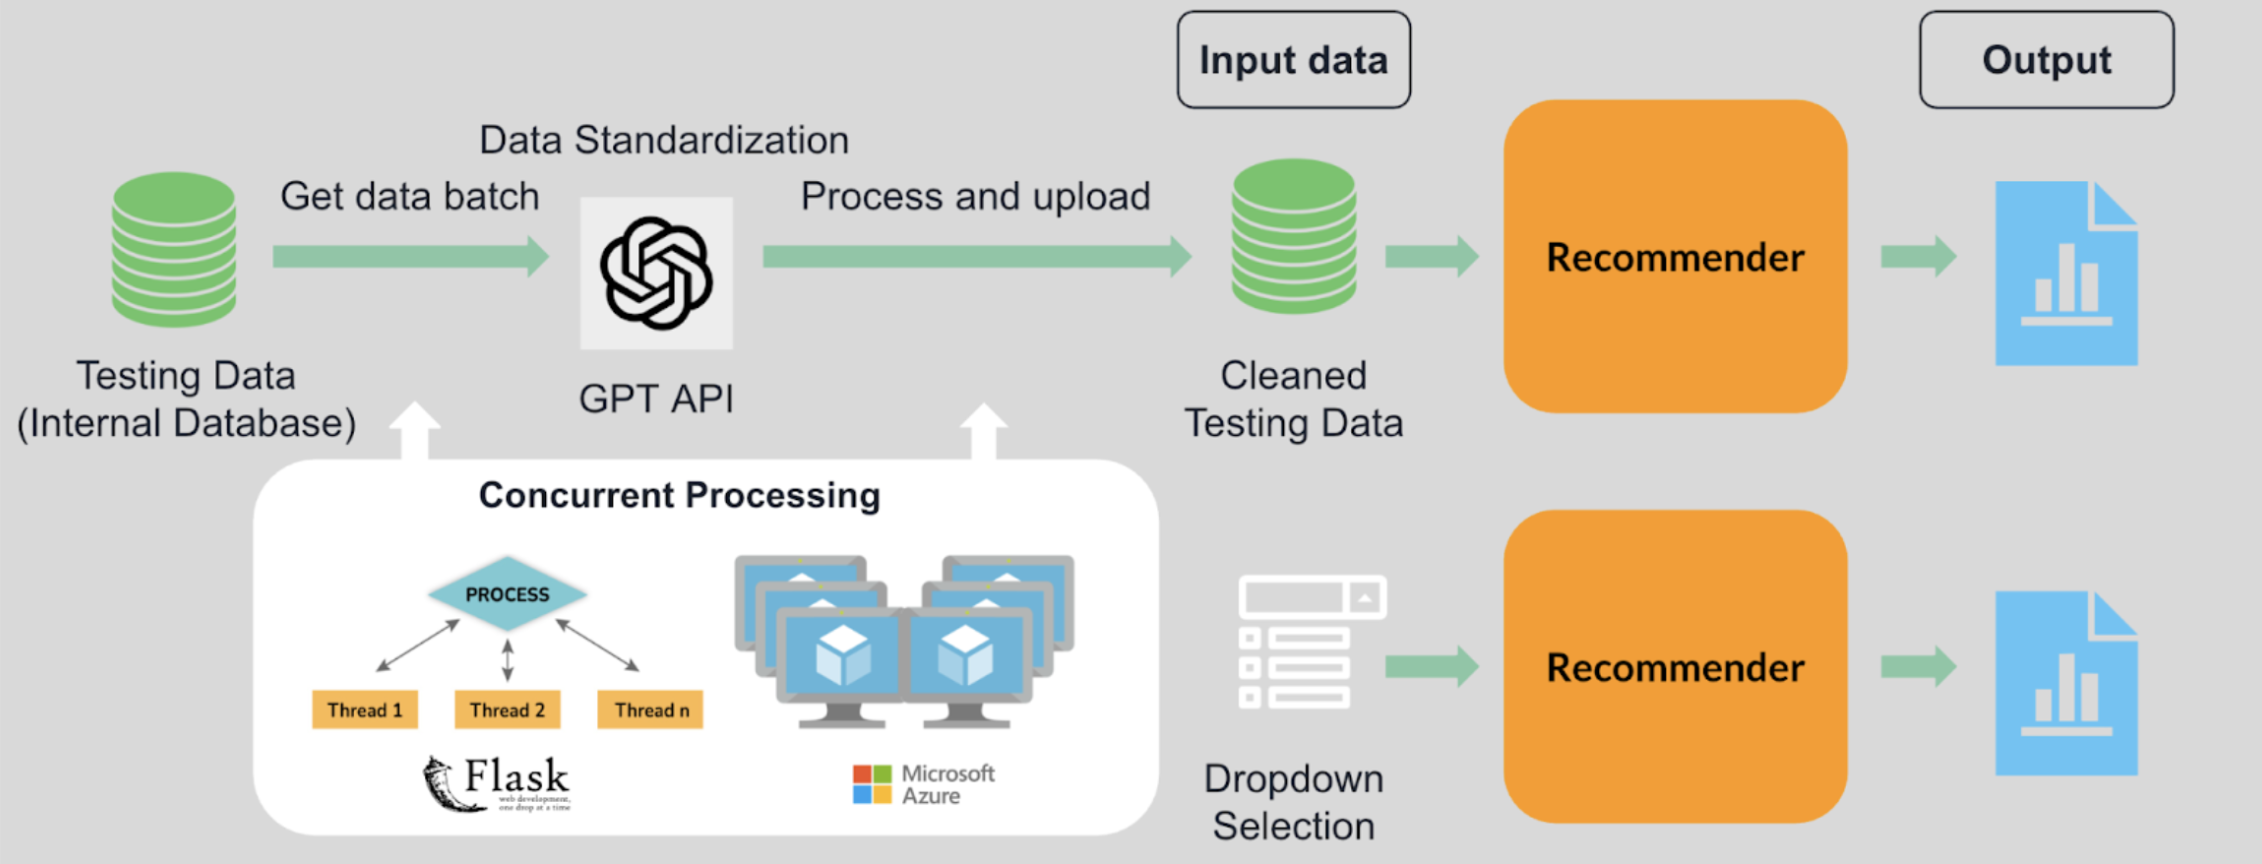 Input data
Output
Data Standardization
Get data batch
Process and upload
Recommender
Testing Data
(Internal Database)
GPT API
Cleaned
Testing Data
Concurrent Processing
PROCESS
Thread 1
Thread 2
Thread n
Flask
web development,
one drop at a time
Microsoft
Azure
Dropdown
Selection
Recommender